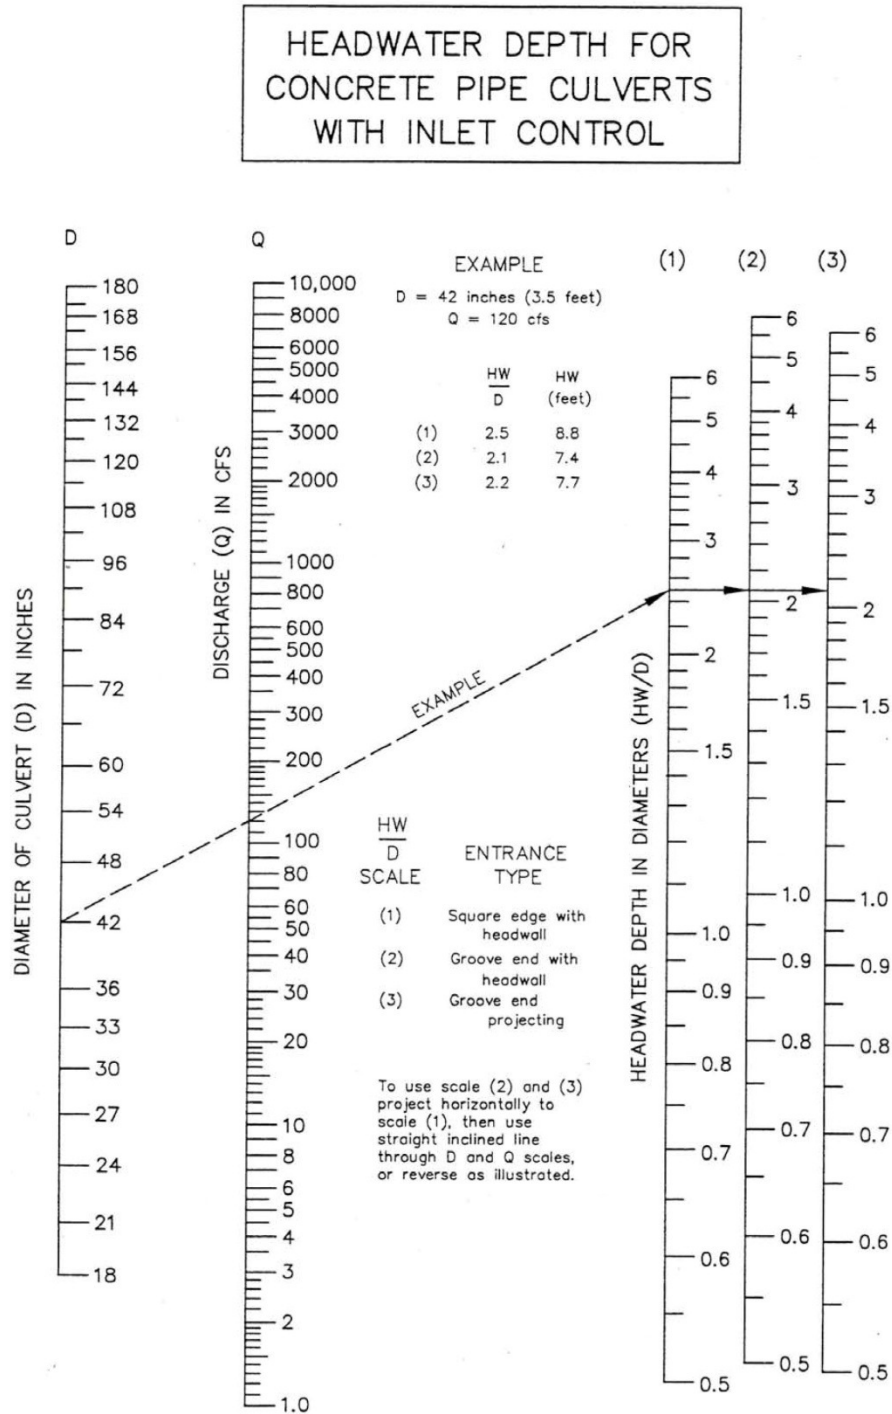 HEADWATER DEPTH FOR
CONCRETE PIPE CULVERTS
WITH INLET CONTROL
D
Q
EXAMPLE
D = 42 inches (3.5 feet)
Q = 120 cfs
HW
D
HW
(feet)
(1) 2.5 8.8
(2) 2.1 7.4
(3) 2.2 7.7
(1) (2) (3)
DIAMETER OF CULVERT (D) IN INCHES
180
168
156
144
132
120
108
96
84
72
60
54
48
42
36
33
30
27
24
21
18
DISCHARGE (Q) IN CFS
10,000
8000
6000
5000
4000
3000
2000
1000
800
600
500
400
300
200
100
80
60
50
40
30
20
10
8
6
5
4
3
2
1.0
EXAMPLE
HW
D
SCALE
ENTRANCE
TYPE
(1) Square edge with
headwall
(2) Groove end with
headwall
(3) Groove end
projecting
To use scale (2) and (3)
project horizontally to
scale (1), then use
straight inclined line
through D and Q scales,
or reverse as illustrated.
HEADWATER DEPTH IN DIAMETERS (HW/D)
6
5
4
3
2
1.5
1.0
0.9
0.8
0.7
0.6
0.5
6
5
4
3
2
1.5
1.0
0.9
0.8
0.7
0.6
0.5
6
5
4
3
2
1.5
1.0
0.9
0.8
0.7
0.6
0.5